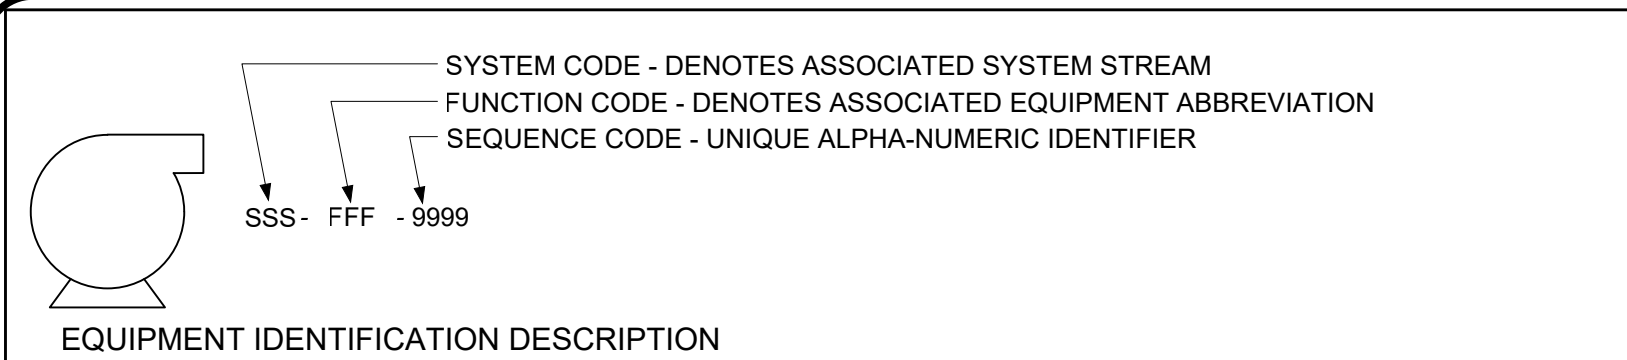 SYSTEM CODE - DENOTES ASSOCIATED SYSTEM STREAM
FUNCTION CODE - DENOTES ASSOCIATED EQUIPMENT ABBREVIATION
SEQUENCE CODE - UNIQUE ALPHA-NUMERIC IDENTIFIER
SSS - FFF - 9999
EQUIPMENT IDENTIFICATION DESCRIPTION